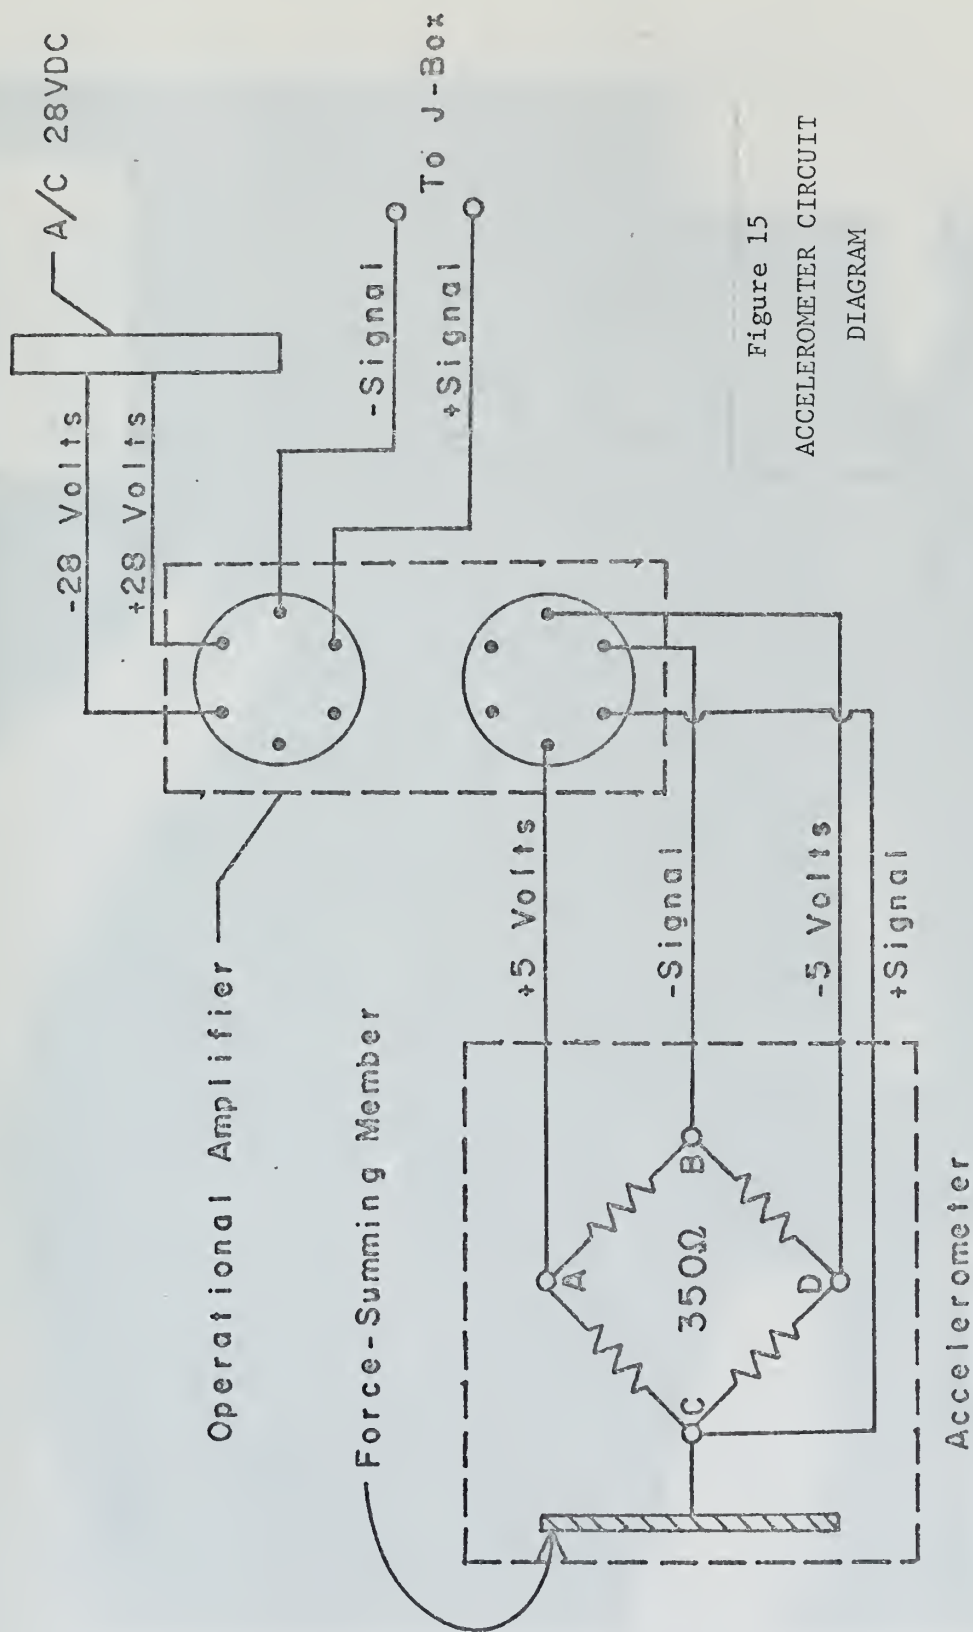 A/C 28VDC
-28 Volts
+28 Volts
-Signal
+Signal
To J-Box
Operational Amplifier
Force-Summing Member
+5 Volts
-Signal
-5 Volts
+Signal
A
B
C
D
350Ω
Accelerometer
Figure 15
ACCELEROMETER CIRCUIT
DIAGRAM